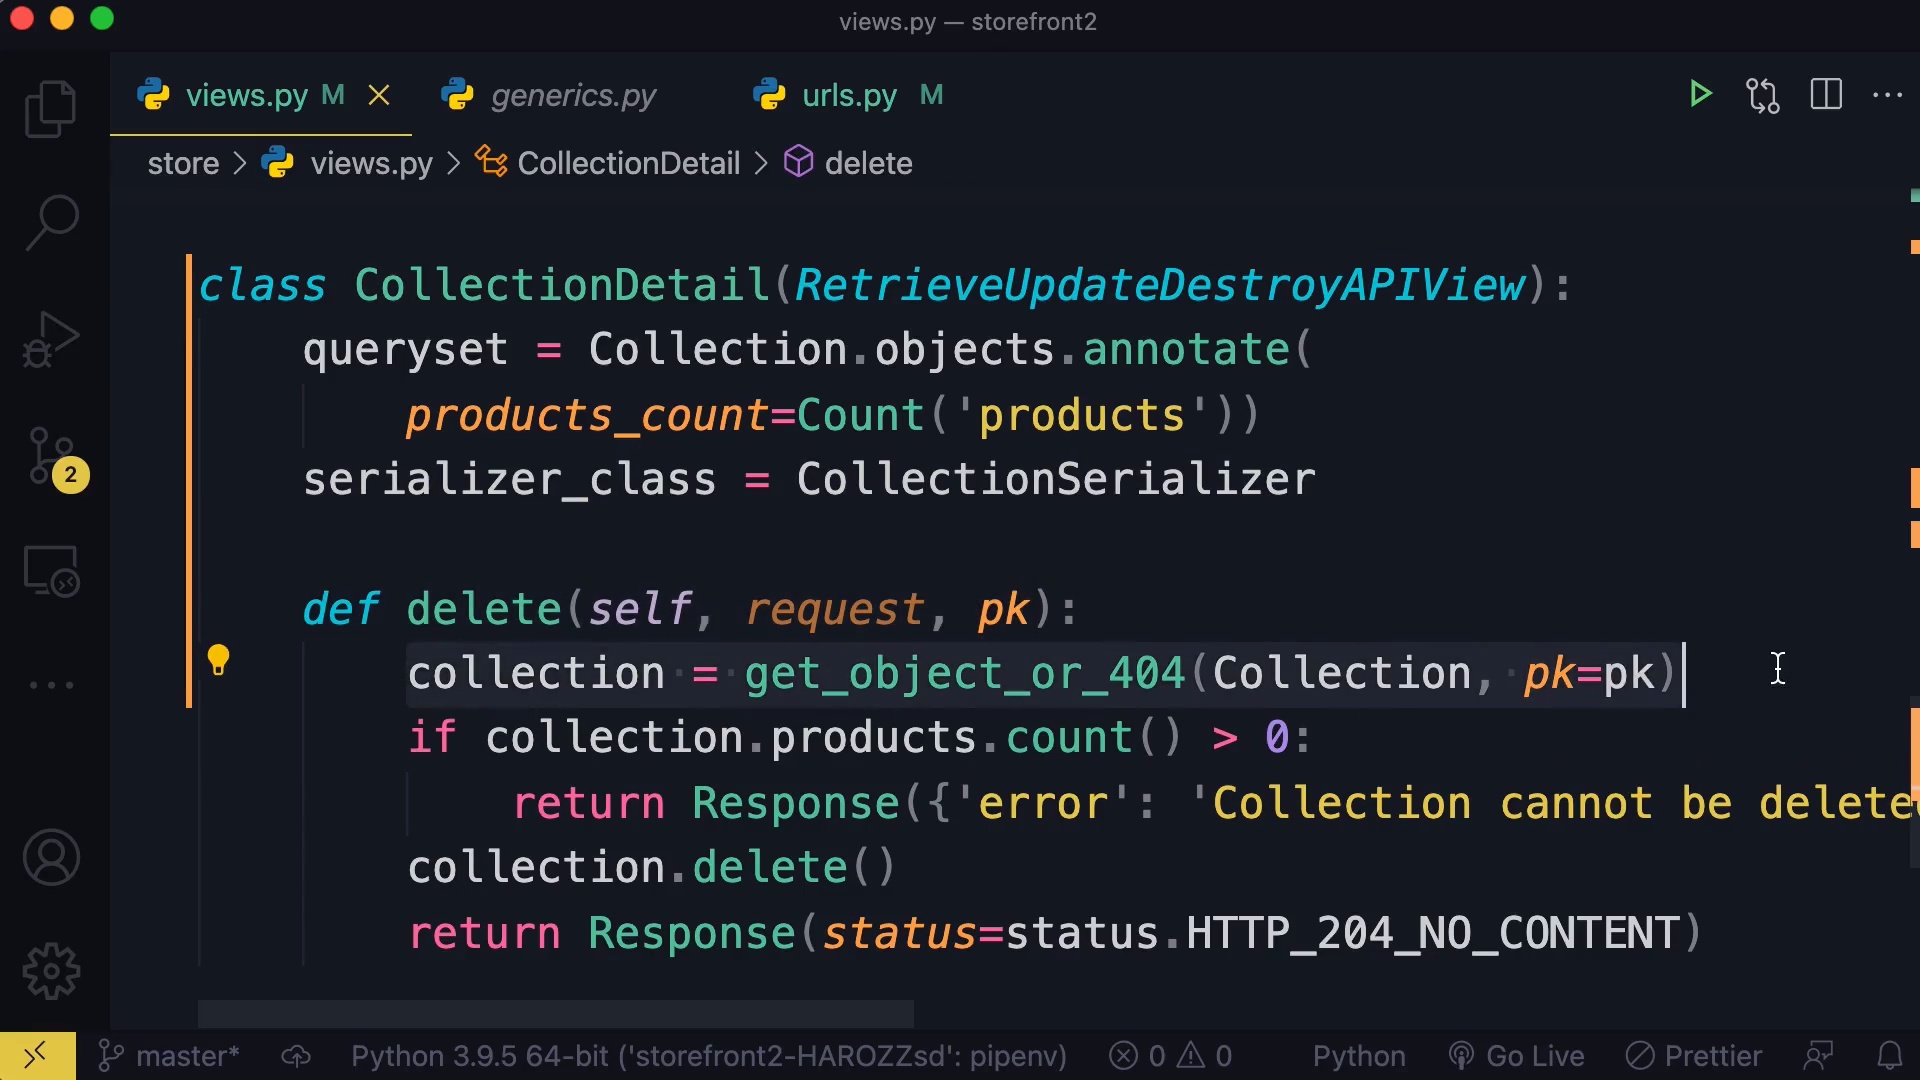 views.py — storefront2
views.py M generics.py urls.py M
store > views.py > CollectionDetail > delete
class CollectionDetail(RetrieveUpdateDestroyAPIView):
queryset = Collection.objects.annotate(
products_count=Count('products'))
serializer_class = CollectionSerializer
def delete(self, request, pk):
collection = get_object_or_404(Collection, pk=pk)
if collection.products.count() > 0:
return Response({'error': 'Collection cannot be delete
collection.delete()
return Response(status=status.HTTP_204_NO_CONTENT)
2
master* Python 3.9.5 64-bit ('storefront2-HAROZZsd': pipenv) 0 0 Python Go Live Prettier